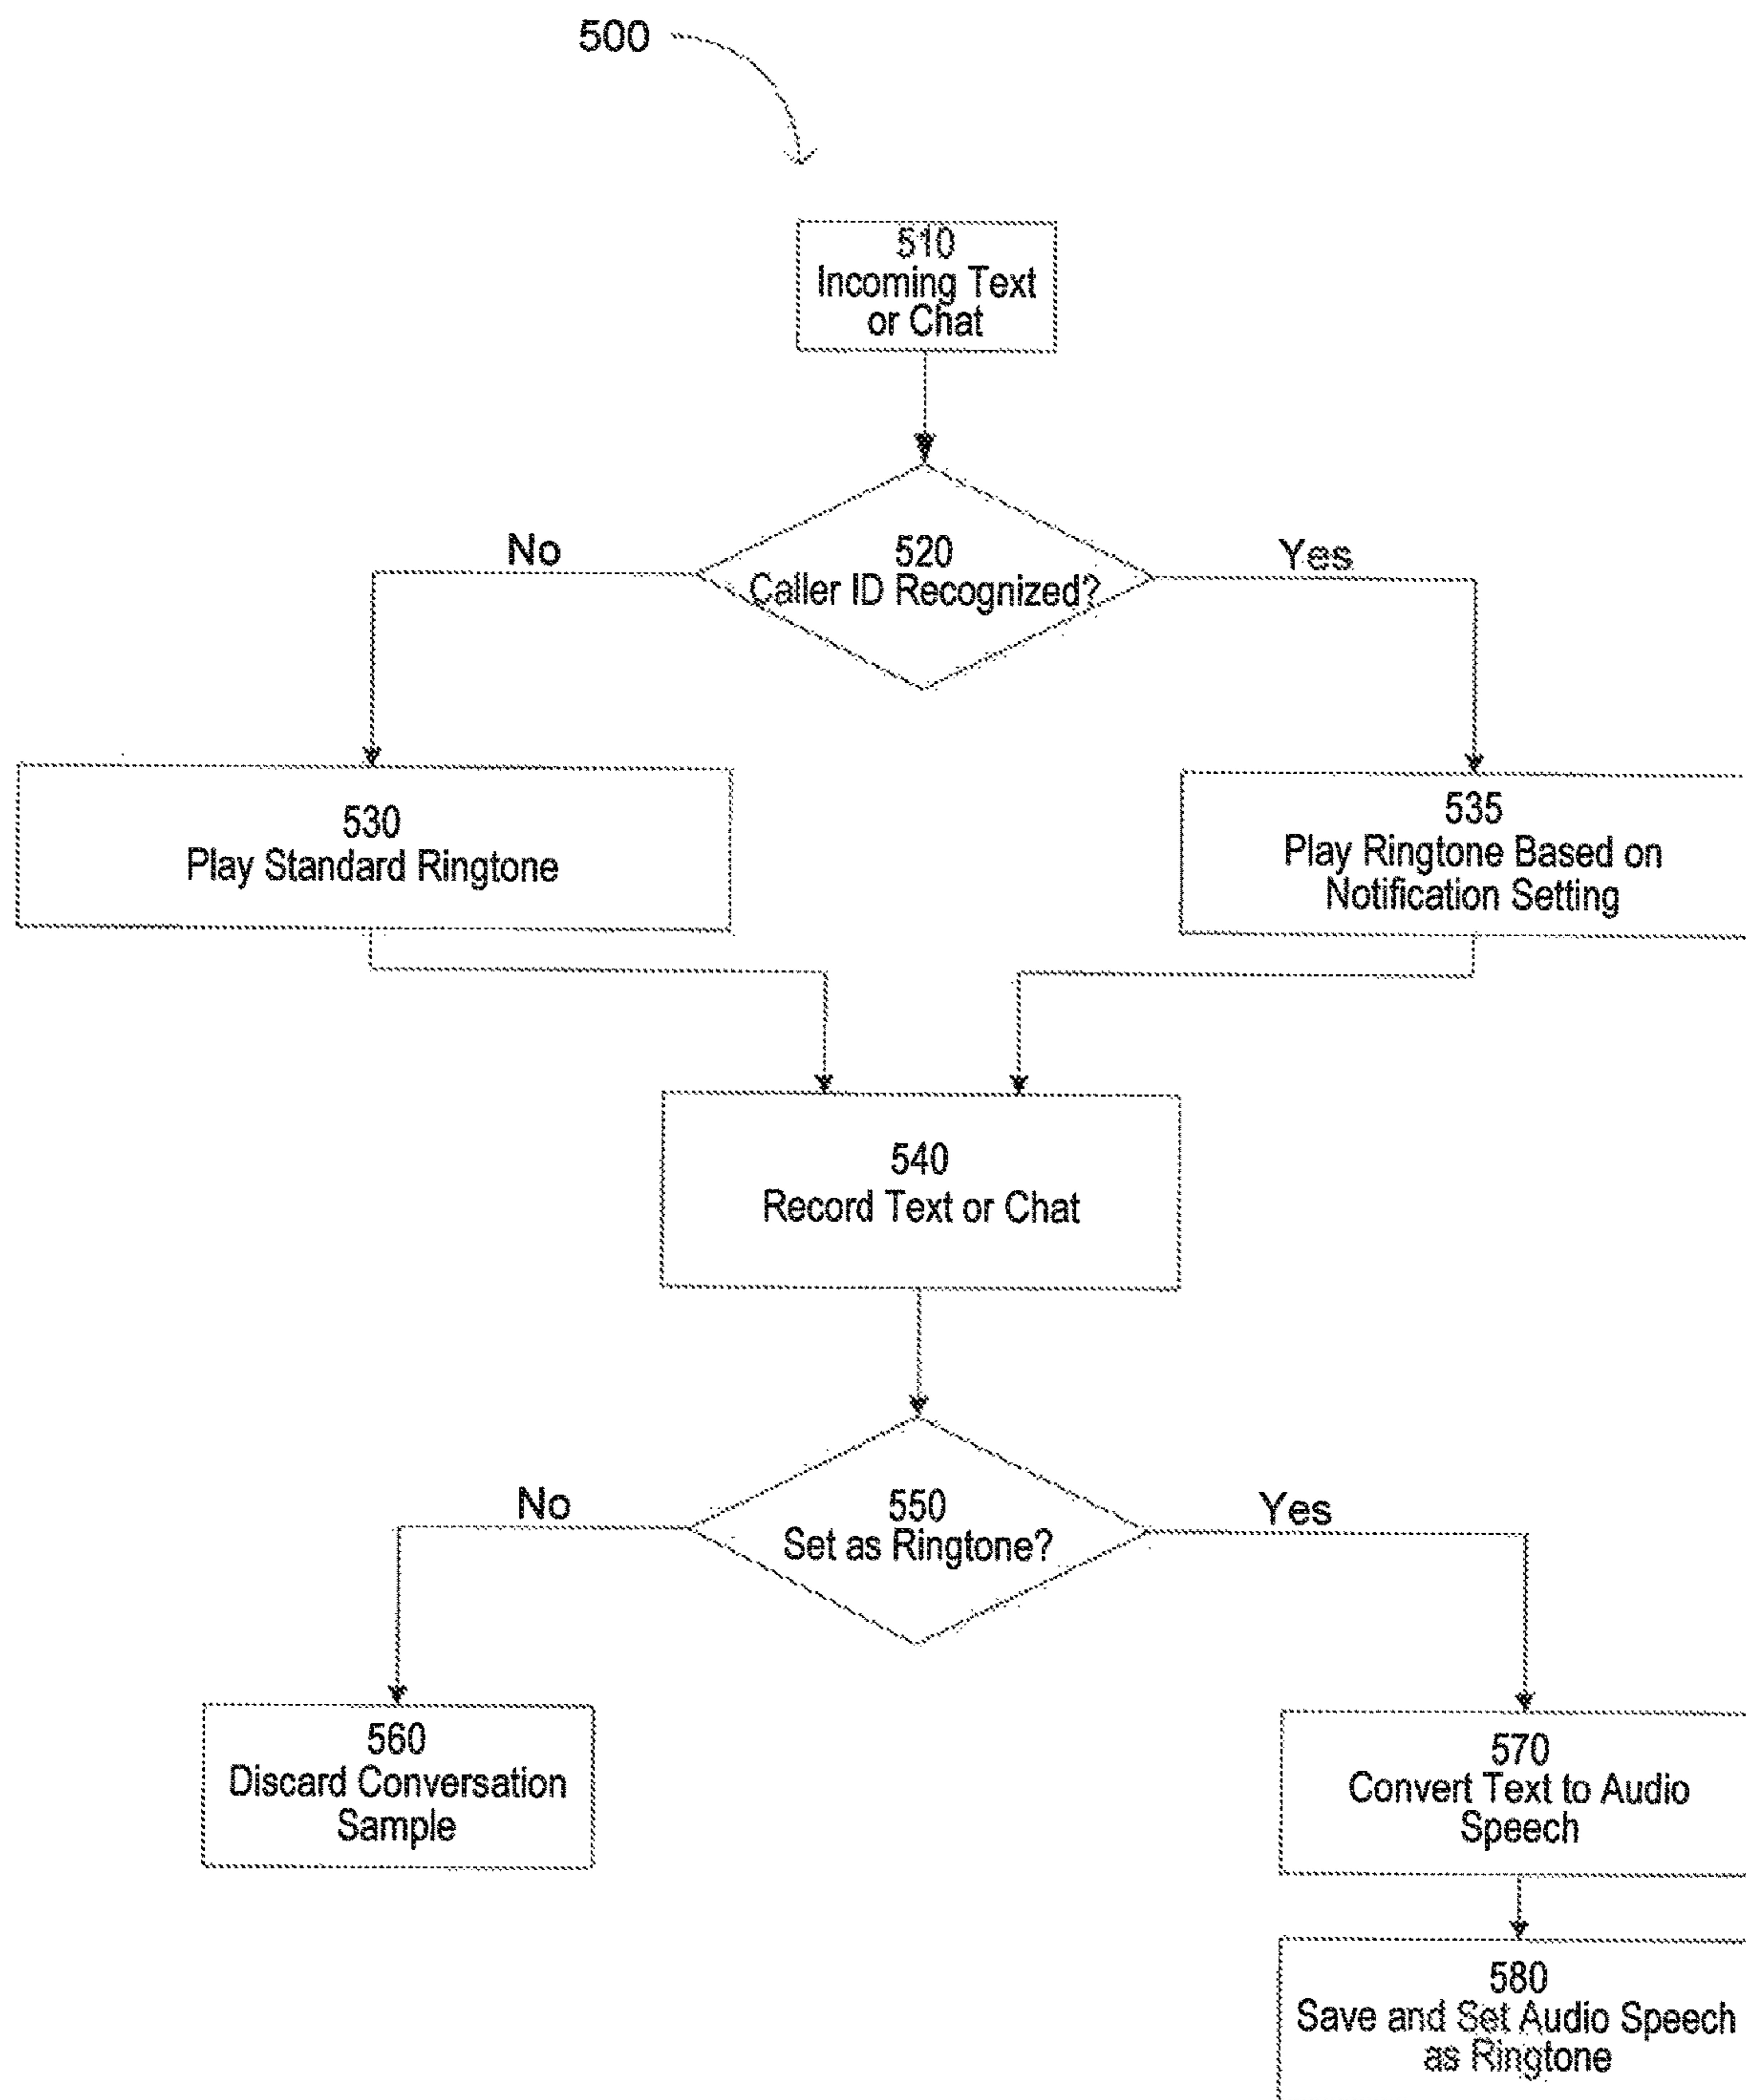 500
510
Incoming Text
or Chat
520
Caller ID Recognized?
No
Yes
530
Play Standard Ringtone
535
Play Ringtone Based on
Notification Setting
540
Record Text or Chat
550
Set as Ringtone?
No
Yes
560
Discard Conversation
Sample
570
Convert Text to Audio
Speech
580
Save and Set Audio Speech
as Ringtone